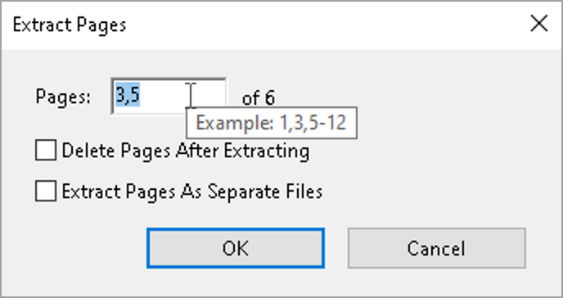 Extract Pages
Pages: 3,5 of 6
Example: 1,3,5-12
Delete Pages After Extracting
Extract Pages As Separate Files
OK Cancel